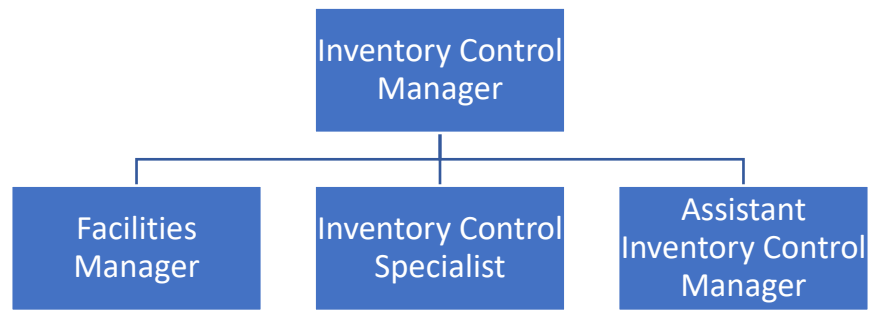 Inventory Control
Manager
Facilities
Manager
Inventory Control
Specialist
Assistant
Inventory Control
Manager